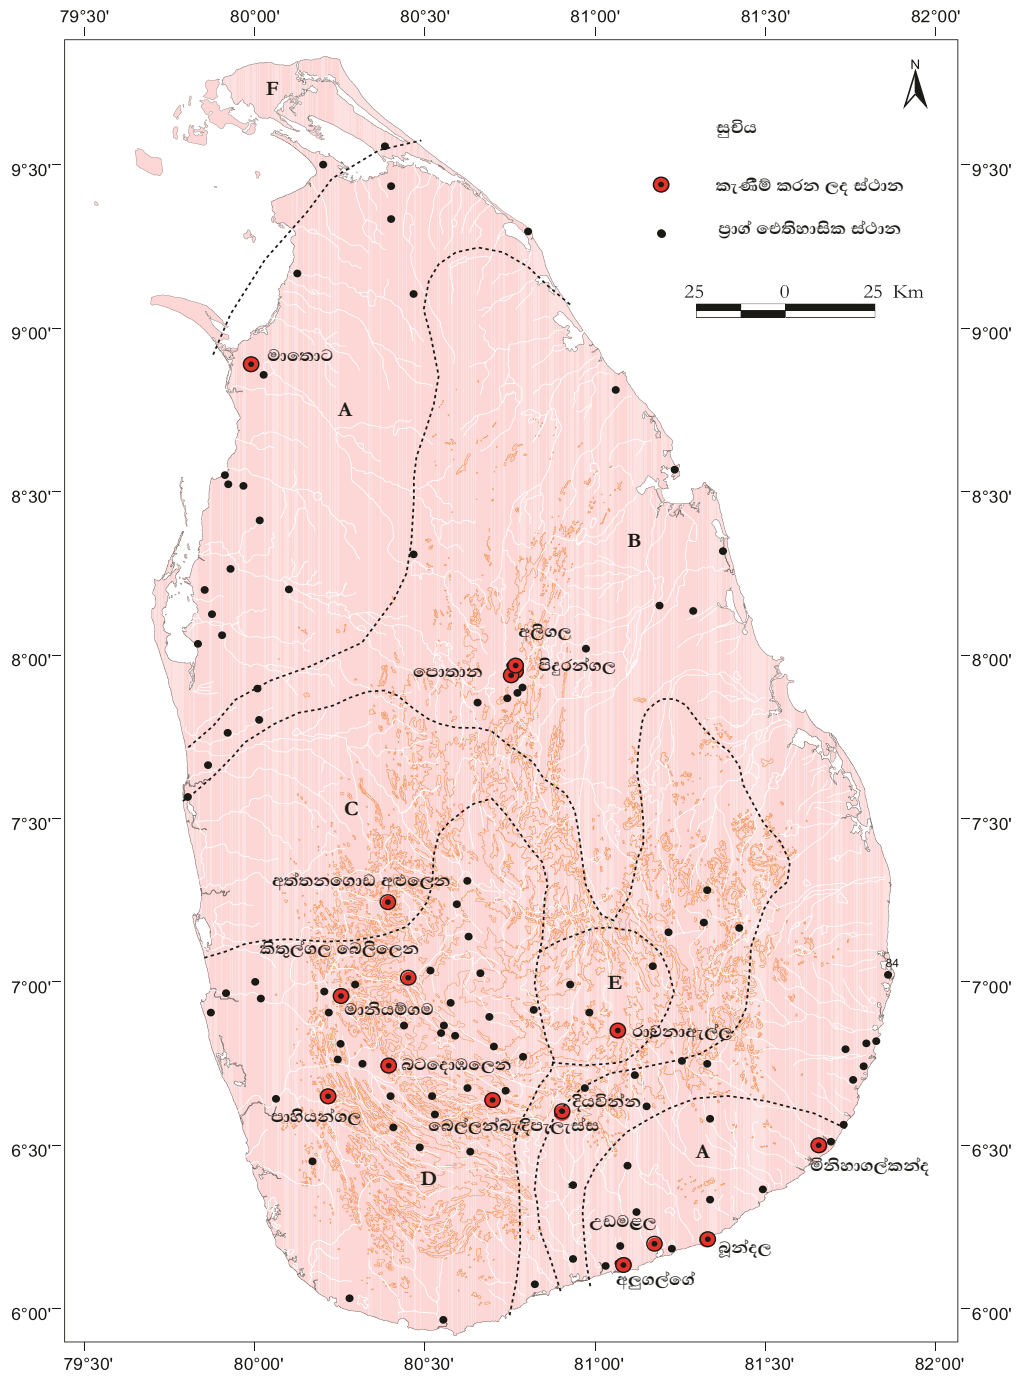 79°30' 80°00' 80°30' 81°00' 81°30' 82°00'
N
F
සුචිය
9°30' 9°30'
කැණීම් කරන ලද ස්ථාන
ප්‍රාග් ඓතිහාසික ස්ථාන
25 0 25 Km
9°00' 9°00'
මාතොට
A
8°30' 8°30'
B
අලිගල
8°00' 8°00'
පිදුරන්ගල
පොතාන
C
7°30' 7°30'
අත්තනගොඩ අළුලෙන
කිතුල්ගල බෙලිලෙන
84
7°00' 7°00'
E
මානියම්ගම
රාවනාඇල්ල
බටදොඹලෙන
දියවින්න
පාහියන්ගල
බෙල්ලන්බැඳිපැලැස්ස
6°30' 6°30'
A
මිනිහාගල්කන්ද
D
උඩමළල
බූන්දල
අලුගල්ගේ
6°00' 6°00'
79°30' 80°00' 80°30' 81°00' 81°30' 82°00'